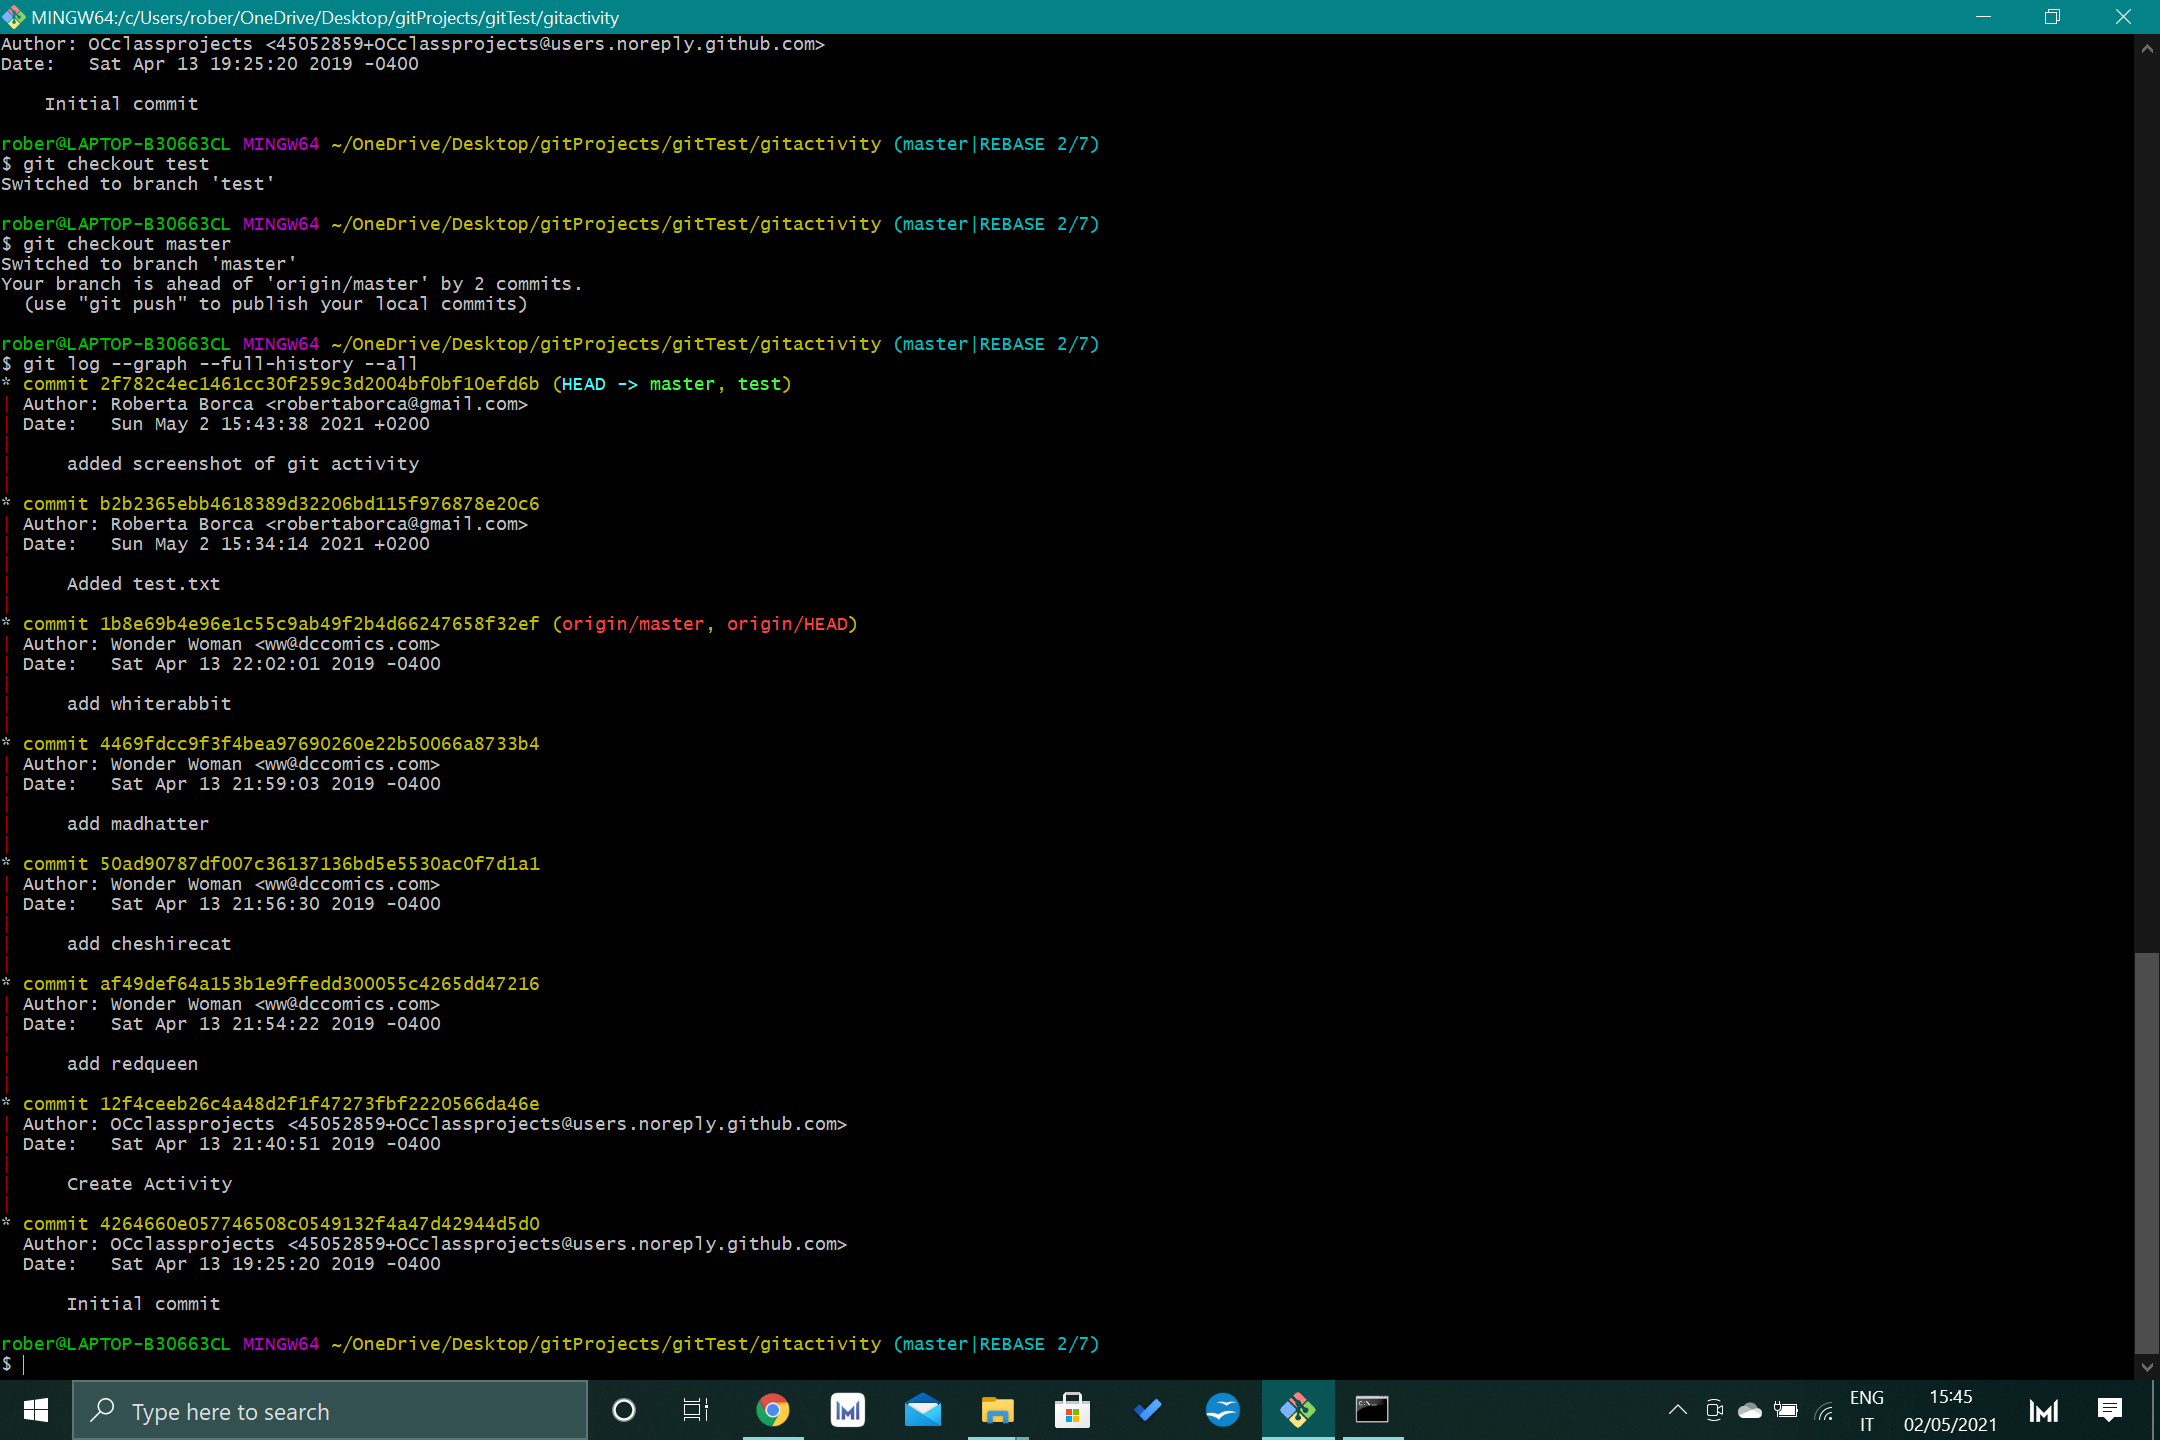 MINGW64:/c/Users/rober/OneDrive/Desktop/gitProjects/gitTest/gitactivity
Author: OCclassprojects <45052859+OCclassprojects@users.noreply.github.com>
Date:   Sat Apr 13 19:25:20 2019 -0400
Initial commit
rober@LAPTOP-B30663CL MINGW64 ~/OneDrive/Desktop/gitProjects/gitTest/gitactivity (master|REBASE 2/7)
$ git checkout test
Switched to branch 'test'
rober@LAPTOP-B30663CL MINGW64 ~/OneDrive/Desktop/gitProjects/gitTest/gitactivity (master|REBASE 2/7)
$ git checkout master
Switched to branch 'master'
Your branch is ahead of 'origin/master' by 2 commits.
(use "git push" to publish your local commits)
rober@LAPTOP-B30663CL MINGW64 ~/OneDrive/Desktop/gitProjects/gitTest/gitactivity (master|REBASE 2/7)
$ git log --graph --full-history --all
* commit 2f782c4ec1461cc30f259c3d2004bf0bf10efd6b (HEAD -> master, test)
| Author: Roberta Borca <robertaborca@gmail.com>
| Date:   Sun May 2 15:43:38 2021 +0200
|
|     added screenshot of git activity
|
* commit b2b2365ebb4618389d32206bd115f976878e20c6
| Author: Roberta Borca <robertaborca@gmail.com>
| Date:   Sun May 2 15:34:14 2021 +0200
|
|     Added test.txt
|
* commit 1b8e69b4e96e1c55c9ab49f2b4d66247658f32ef (origin/master, origin/HEAD)
| Author: Wonder Woman <ww@dccomics.com>
| Date:   Sat Apr 13 22:02:01 2019 -0400
|
|     add whiterabbit
|
* commit 4469fdcc9f3f4bea97690260e22b50066a8733b4
| Author: Wonder Woman <ww@dccomics.com>
| Date:   Sat Apr 13 21:59:03 2019 -0400
|
|     add madhatter
|
* commit 50ad90787df007c36137136bd5e5530ac0f7d1a1
| Author: Wonder Woman <ww@dccomics.com>
| Date:   Sat Apr 13 21:56:30 2019 -0400
|
|     add cheshirecat
|
* commit af49def64a153b1e9ffedd300055c4265dd47216
| Author: Wonder Woman <ww@dccomics.com>
| Date:   Sat Apr 13 21:54:22 2019 -0400
|
|     add redqueen
|
* commit 12f4ceeb26c4a48d2f1f47273fbf2220566da46e
| Author: OCclassprojects <45052859+OCclassprojects@users.noreply.github.com>
| Date:   Sat Apr 13 21:40:51 2019 -0400
|
|     Create Activity
|
* commit 4264660e057746508c0549132f4a47d42944d5d0
Author: OCclassprojects <45052859+OCclassprojects@users.noreply.github.com>
Date:   Sat Apr 13 19:25:20 2019 -0400
Initial commit
rober@LAPTOP-B30663CL MINGW64 ~/OneDrive/Desktop/gitProjects/gitTest/gitactivity (master|REBASE 2/7)
$
Type here to search
ENG
IT
15:45
02/05/2021